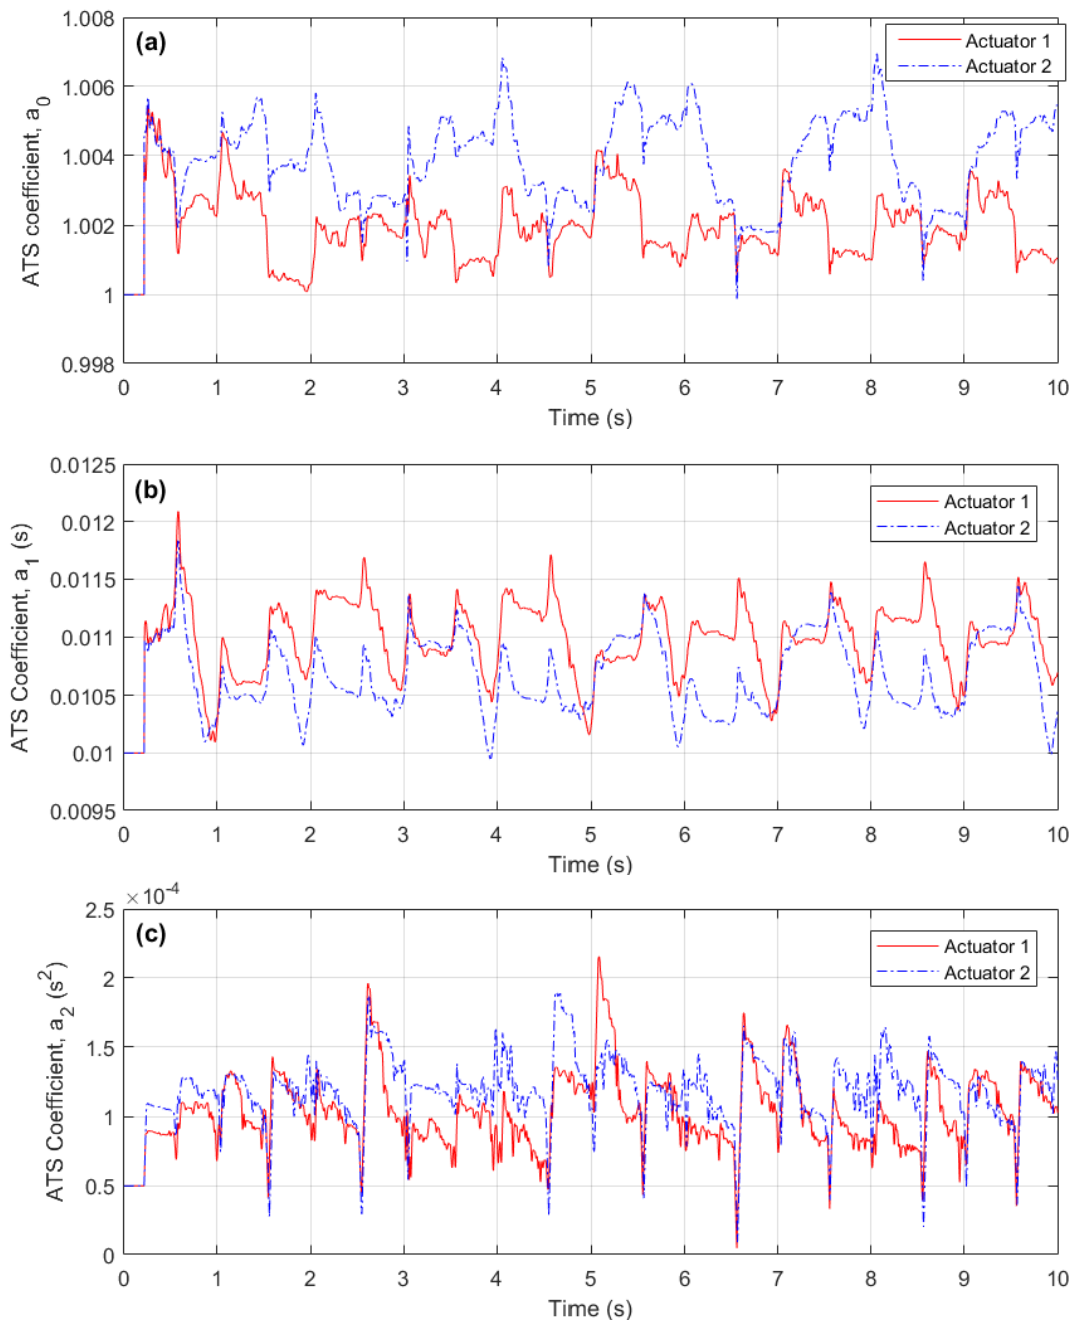 (a)
Actuator 1
Actuator 2
ATS coefficient, a0
1.008
1.006
1.004
1.002
1
0.998
0 1 2 3 4 5 6 7 8 9 10
Time (s)
(b)
Actuator 1
Actuator 2
ATS Coefficient, a1 (s)
0.0125
0.012
0.0115
0.011
0.0105
0.01
0.0095
0 1 2 3 4 5 6 7 8 9 10
Time (s)
×10-4
(c)
Actuator 1
Actuator 2
ATS Coefficient, a2 (s2)
2.5
2
1.5
1
0.5
0
0 1 2 3 4 5 6 7 8 9 10
Time (s)